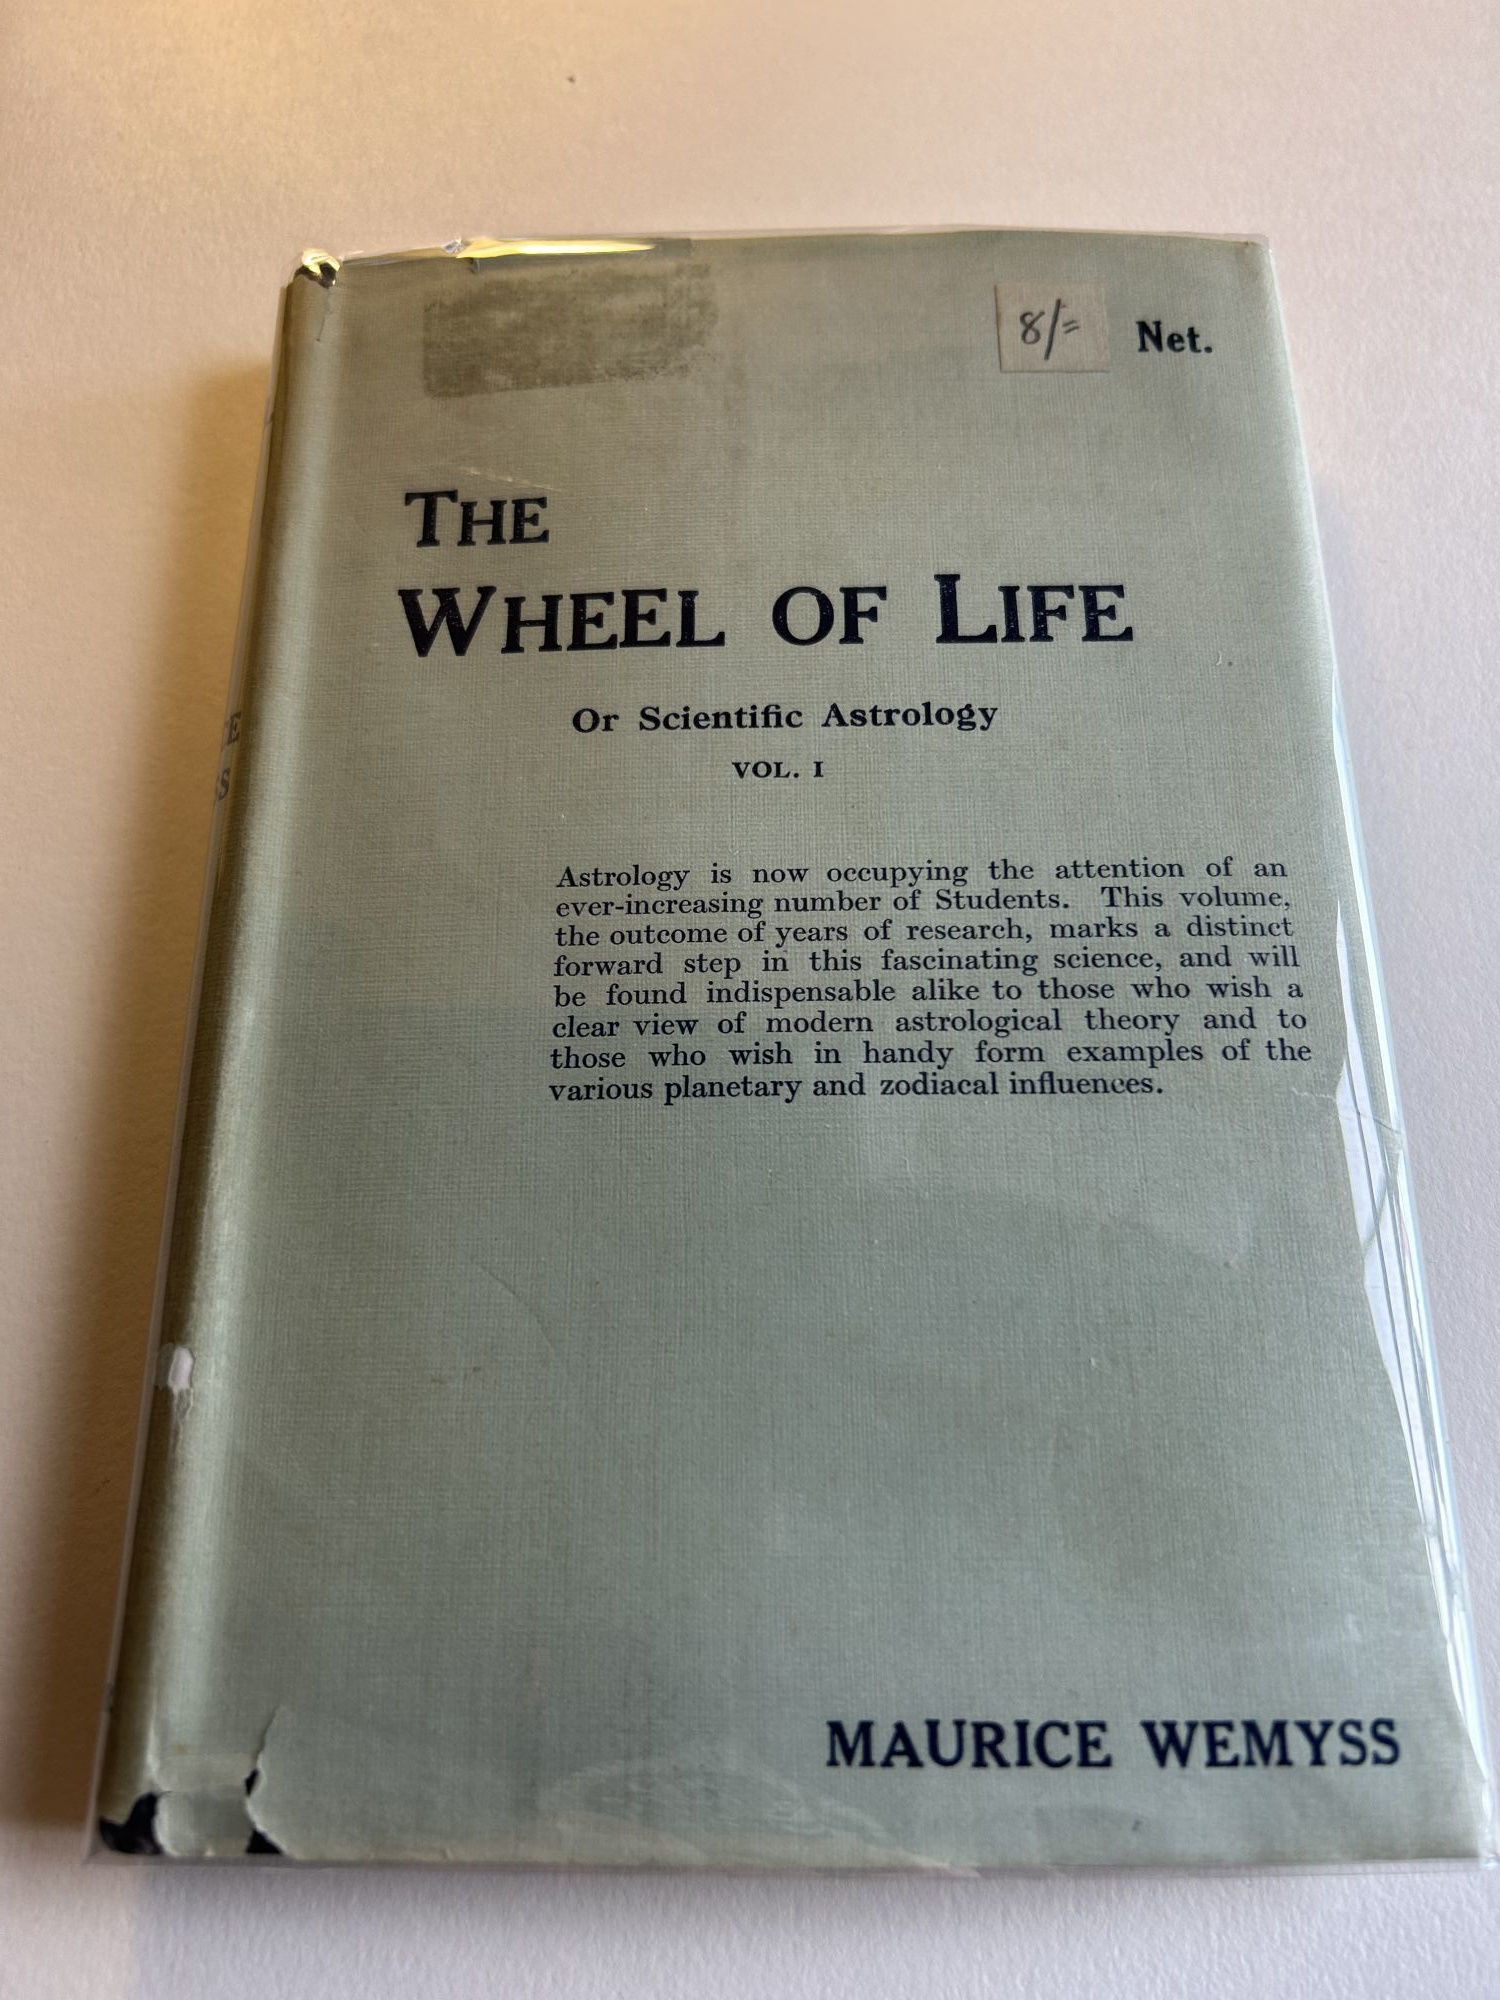 8/= Net.
THE
WHEEL OF LIFE
Or Scientific Astrology
VOL. I
Astrology is now occupying the attention of an
ever-increasing number of Students. This volume,
the outcome of years of research, marks a distinct
forward step in this fascinating science, and will
be found indispensable alike to those who wish a
clear view of modern astrological theory and to
those who wish in handy form examples of the
various planetary and zodiacal influences.
MAURICE WEMYSS